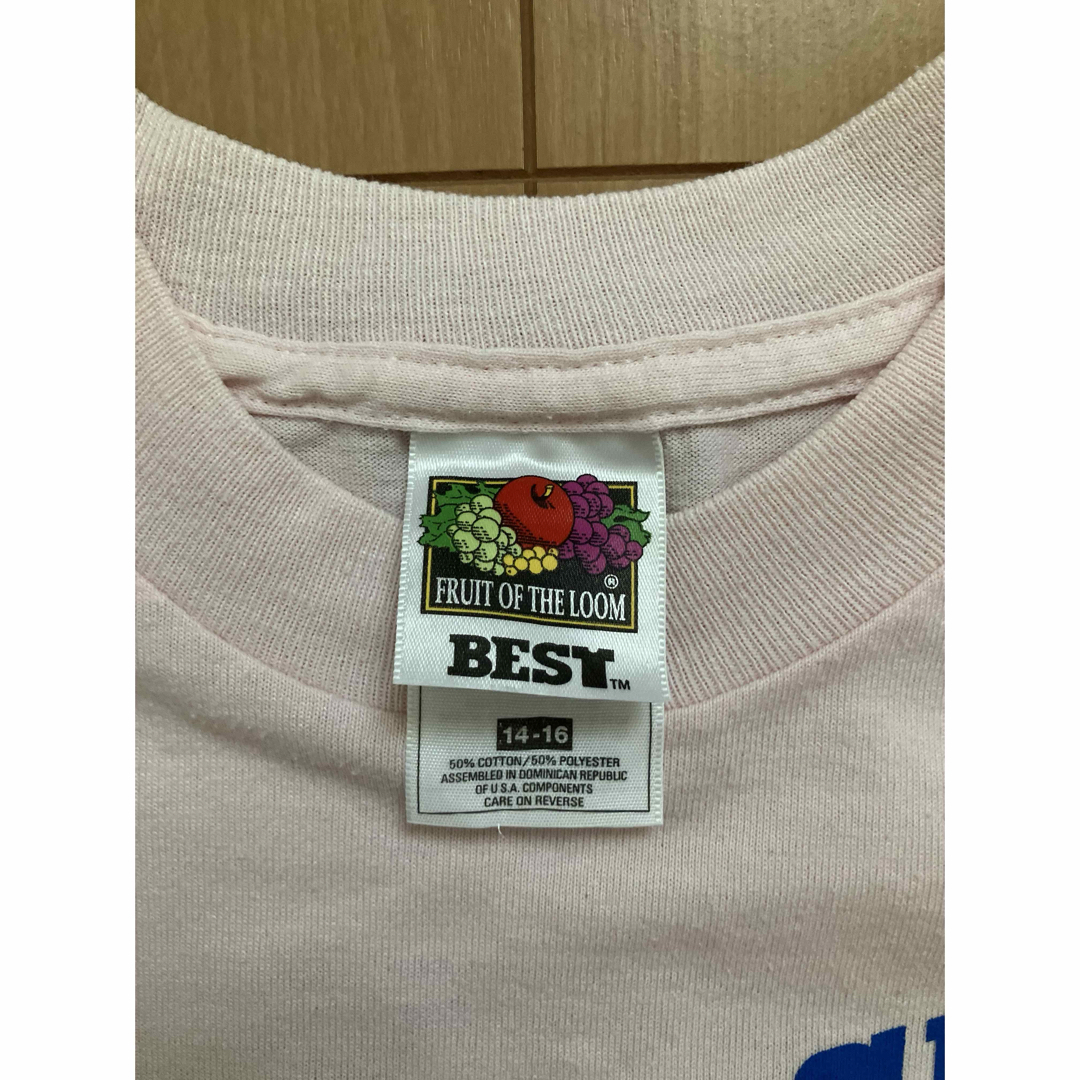 FRUIT OF THE LOOM ®
BEST™
14-16
50% COTTON/50% POLYESTER
ASSEMBLED IN DOMINICAN REPUBLIC
OF U.S.A. COMPONENTS
CARE ON REVERSE